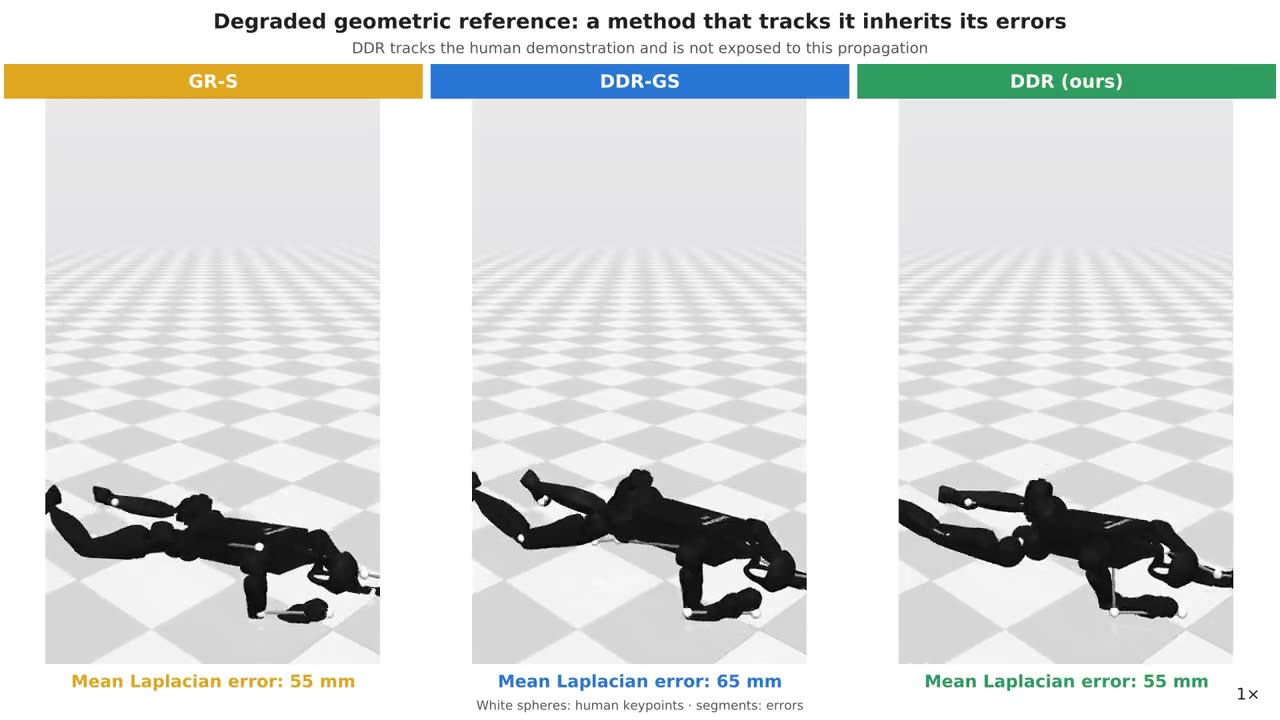 Degraded geometric reference: a method that tracks it inherits its errors
DDR tracks the human demonstration and is not exposed to this propagation
GR-S
DDR-GS
DDR (ours)
Mean Laplacian error: 55 mm
Mean Laplacian error: 65 mm
Mean Laplacian error: 55 mm
1×
White spheres: human keypoints · segments: errors